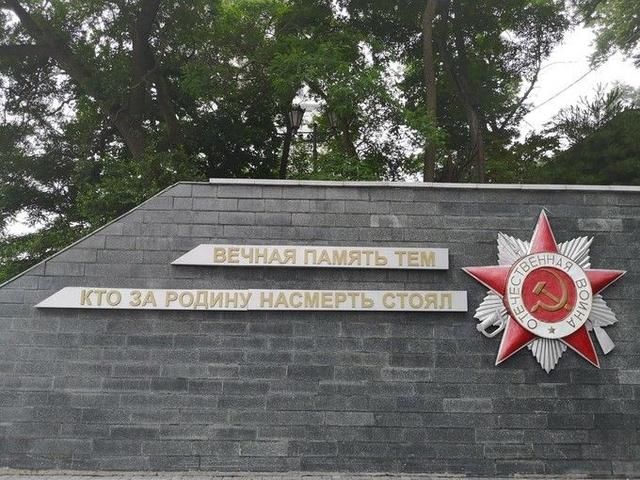 ВЕЧНАЯ ПАМЯТЬ ТЕМ
КТО ЗА РОДИНУ НАСМЕРТЬ СТОЯЛ
ОТЕЧЕСТВЕННАЯ ВОЙНА